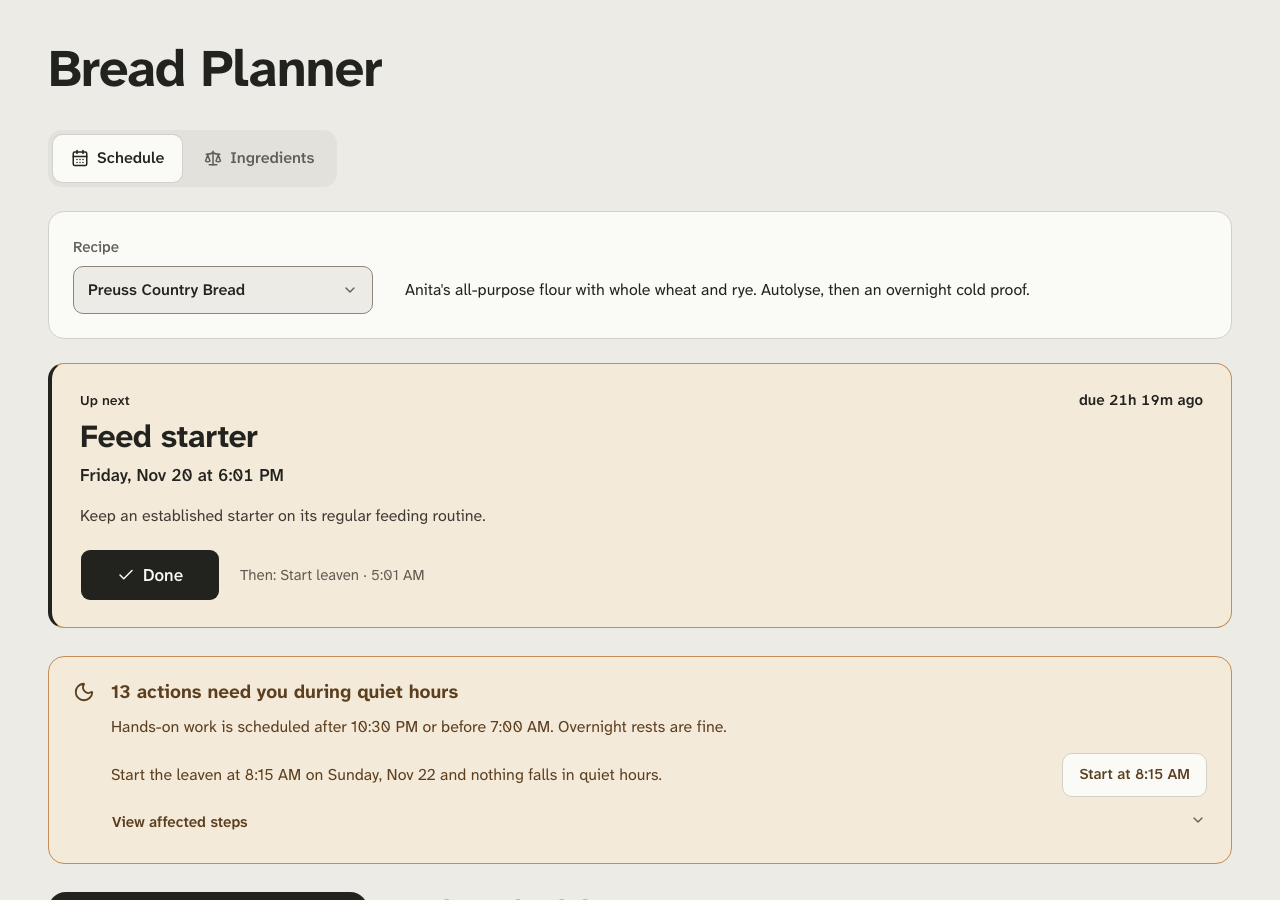 Bread Planner
Schedule
Ingredients
Recipe
Preuss Country Bread
Anita's all-purpose flour with whole wheat and rye. Autolyse, then an overnight cold proof.
Up next
due 21h 19m ago
Feed starter
Friday, Nov 20 at 6:01 PM
Keep an established starter on its regular feeding routine.
Done
Then: Start leaven · 5:01 AM
13 actions need you during quiet hours
Hands-on work is scheduled after 10:30 PM or before 7:00 AM. Overnight rests are fine.
Start the leaven at 8:15 AM on Sunday, Nov 22 and nothing falls in quiet hours.
Start at 8:15 AM
View affected steps